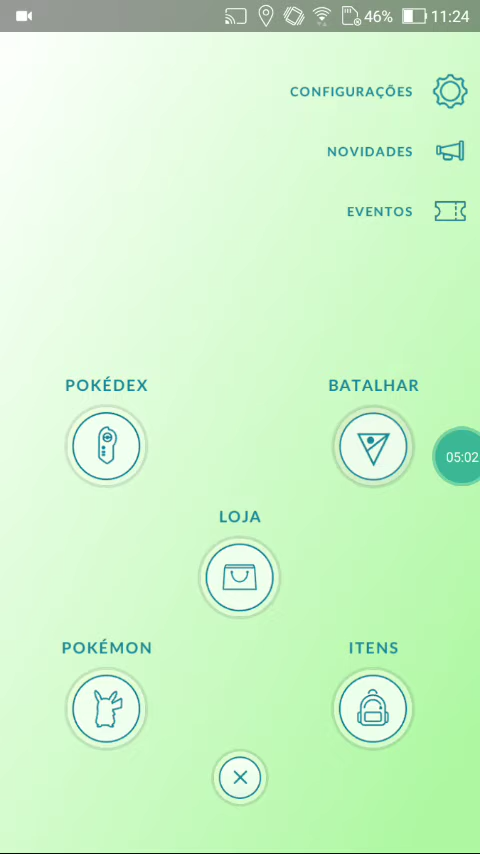 46% 11:24
CONFIGURAÇÕES
NOVIDADES
EVENTOS
POKÉDEX
BATALHAR
05:02
LOJA
POKÉMON
ITENS